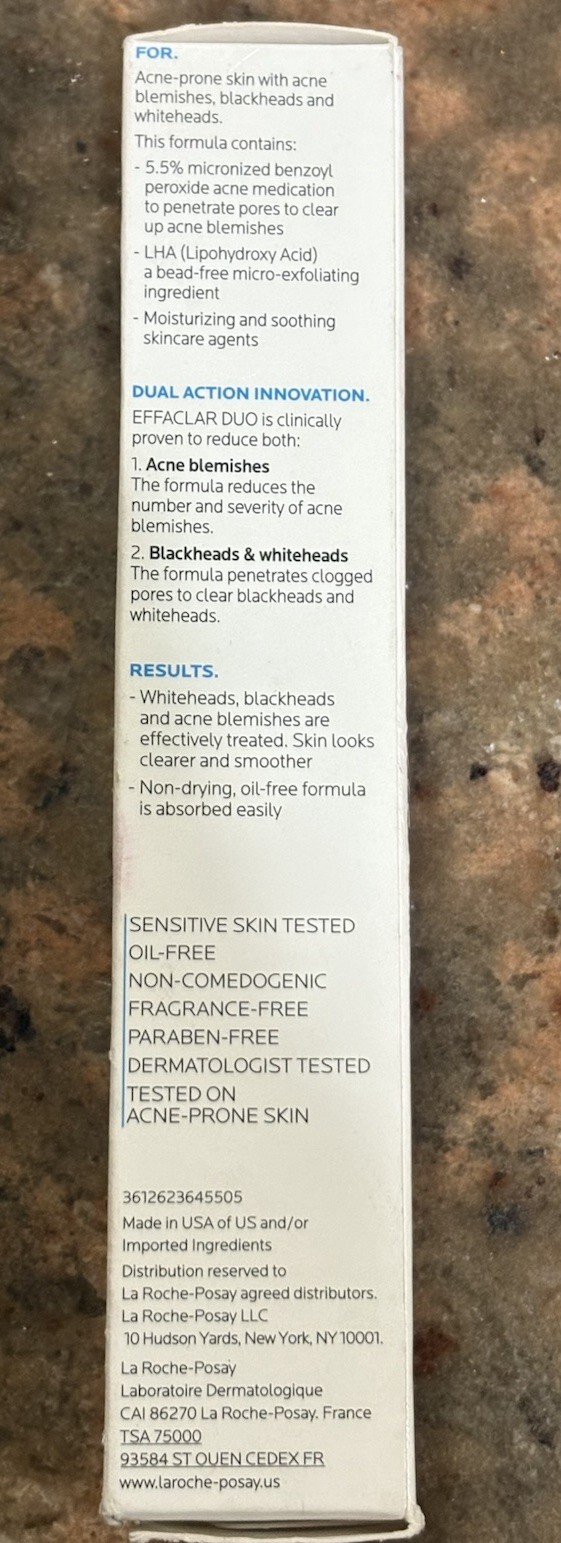 FOR.
Acne-prone skin with acne
blemishes, blackheads and
whiteheads.
This formula contains:
- 5.5% micronized benzoyl
peroxide acne medication
to penetrate pores to clear
up acne blemishes
- LHA (Lipohydroxy Acid)
a bead-free micro-exfoliating
ingredient
- Moisturizing and soothing
skincare agents
DUAL ACTION INNOVATION.
EFFACLAR DUO is clinically
proven to reduce both:
1. Acne blemishes
The formula reduces the
number and severity of acne
blemishes.
2. Blackheads & whiteheads
The formula penetrates clogged
pores to clear blackheads and
whiteheads.
RESULTS.
- Whiteheads, blackheads
and acne blemishes are
effectively treated. Skin looks
clearer and smoother
- Non-drying, oil-free formula
is absorbed easily
SENSITIVE SKIN TESTED
OIL-FREE
NON-COMEDOGENIC
FRAGRANCE-FREE
PARABEN-FREE
DERMATOLOGIST TESTED
TESTED ON
ACNE-PRONE SKIN
3612623645505
Made in USA of US and/or
Imported Ingredients
Distribution reserved to
La Roche-Posay agreed distributors.
La Roche-Posay LLC
10 Hudson Yards, New York, NY 10001.
La Roche-Posay
Laboratoire Dermatologique
CAI 86270 La Roche-Posay. France
TSA 75000
93584 ST OUEN CEDEX FR
www.laroche-posay.us